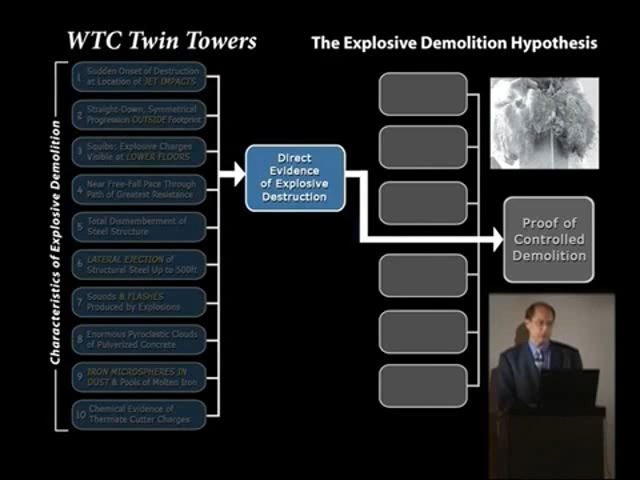 WTC Twin Towers
The Explosive Demolition Hypothesis
Characteristics of Explosive Demolition
1 Sudden Onset of Destruction
at Location of JET IMPACTS
2 Straight-Down, Symmetrical
Progression OUTSIDE Footprint
3 Squibs: Explosive Charges
Visible at LOWER FLOORS
4 Near Free-Fall Pace Through
Path of Greatest Resistance
5 Total Dismemberment of
Steel Structure
6 LATERAL EJECTION of
Structural Steel Up to 500ft
7 Sounds & FLASHES
Produced by Explosions
8 Enormous Pyroclastic Clouds
of Pulverized Concrete
9 IRON MICROSPHERES IN
DUST & Pools of Molten Iron
10 Chemical Evidence of
Thermate Cutter Charges
Direct
Evidence
of Explosive
Destruction
Proof of
Controlled
Demolition